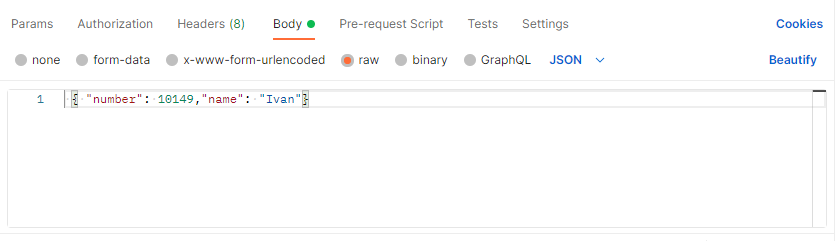 Params Authorization Headers (8) Body Pre-request Script Tests Settings Cookies
none form-data x-www-form-urlencoded raw binary GraphQL JSON Beautify
1 { "number": 10149,"name": "Ivan"}